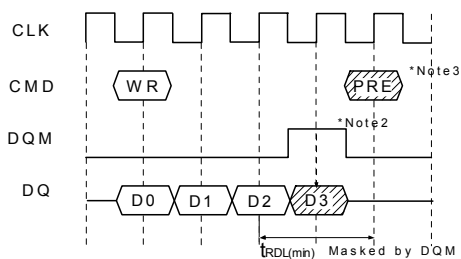 CLK
CMD
WR
PRE
*Note3
*Note2
DQM
DQ
D0
D1
D2
D3
tRDL(min) Masked by DQM